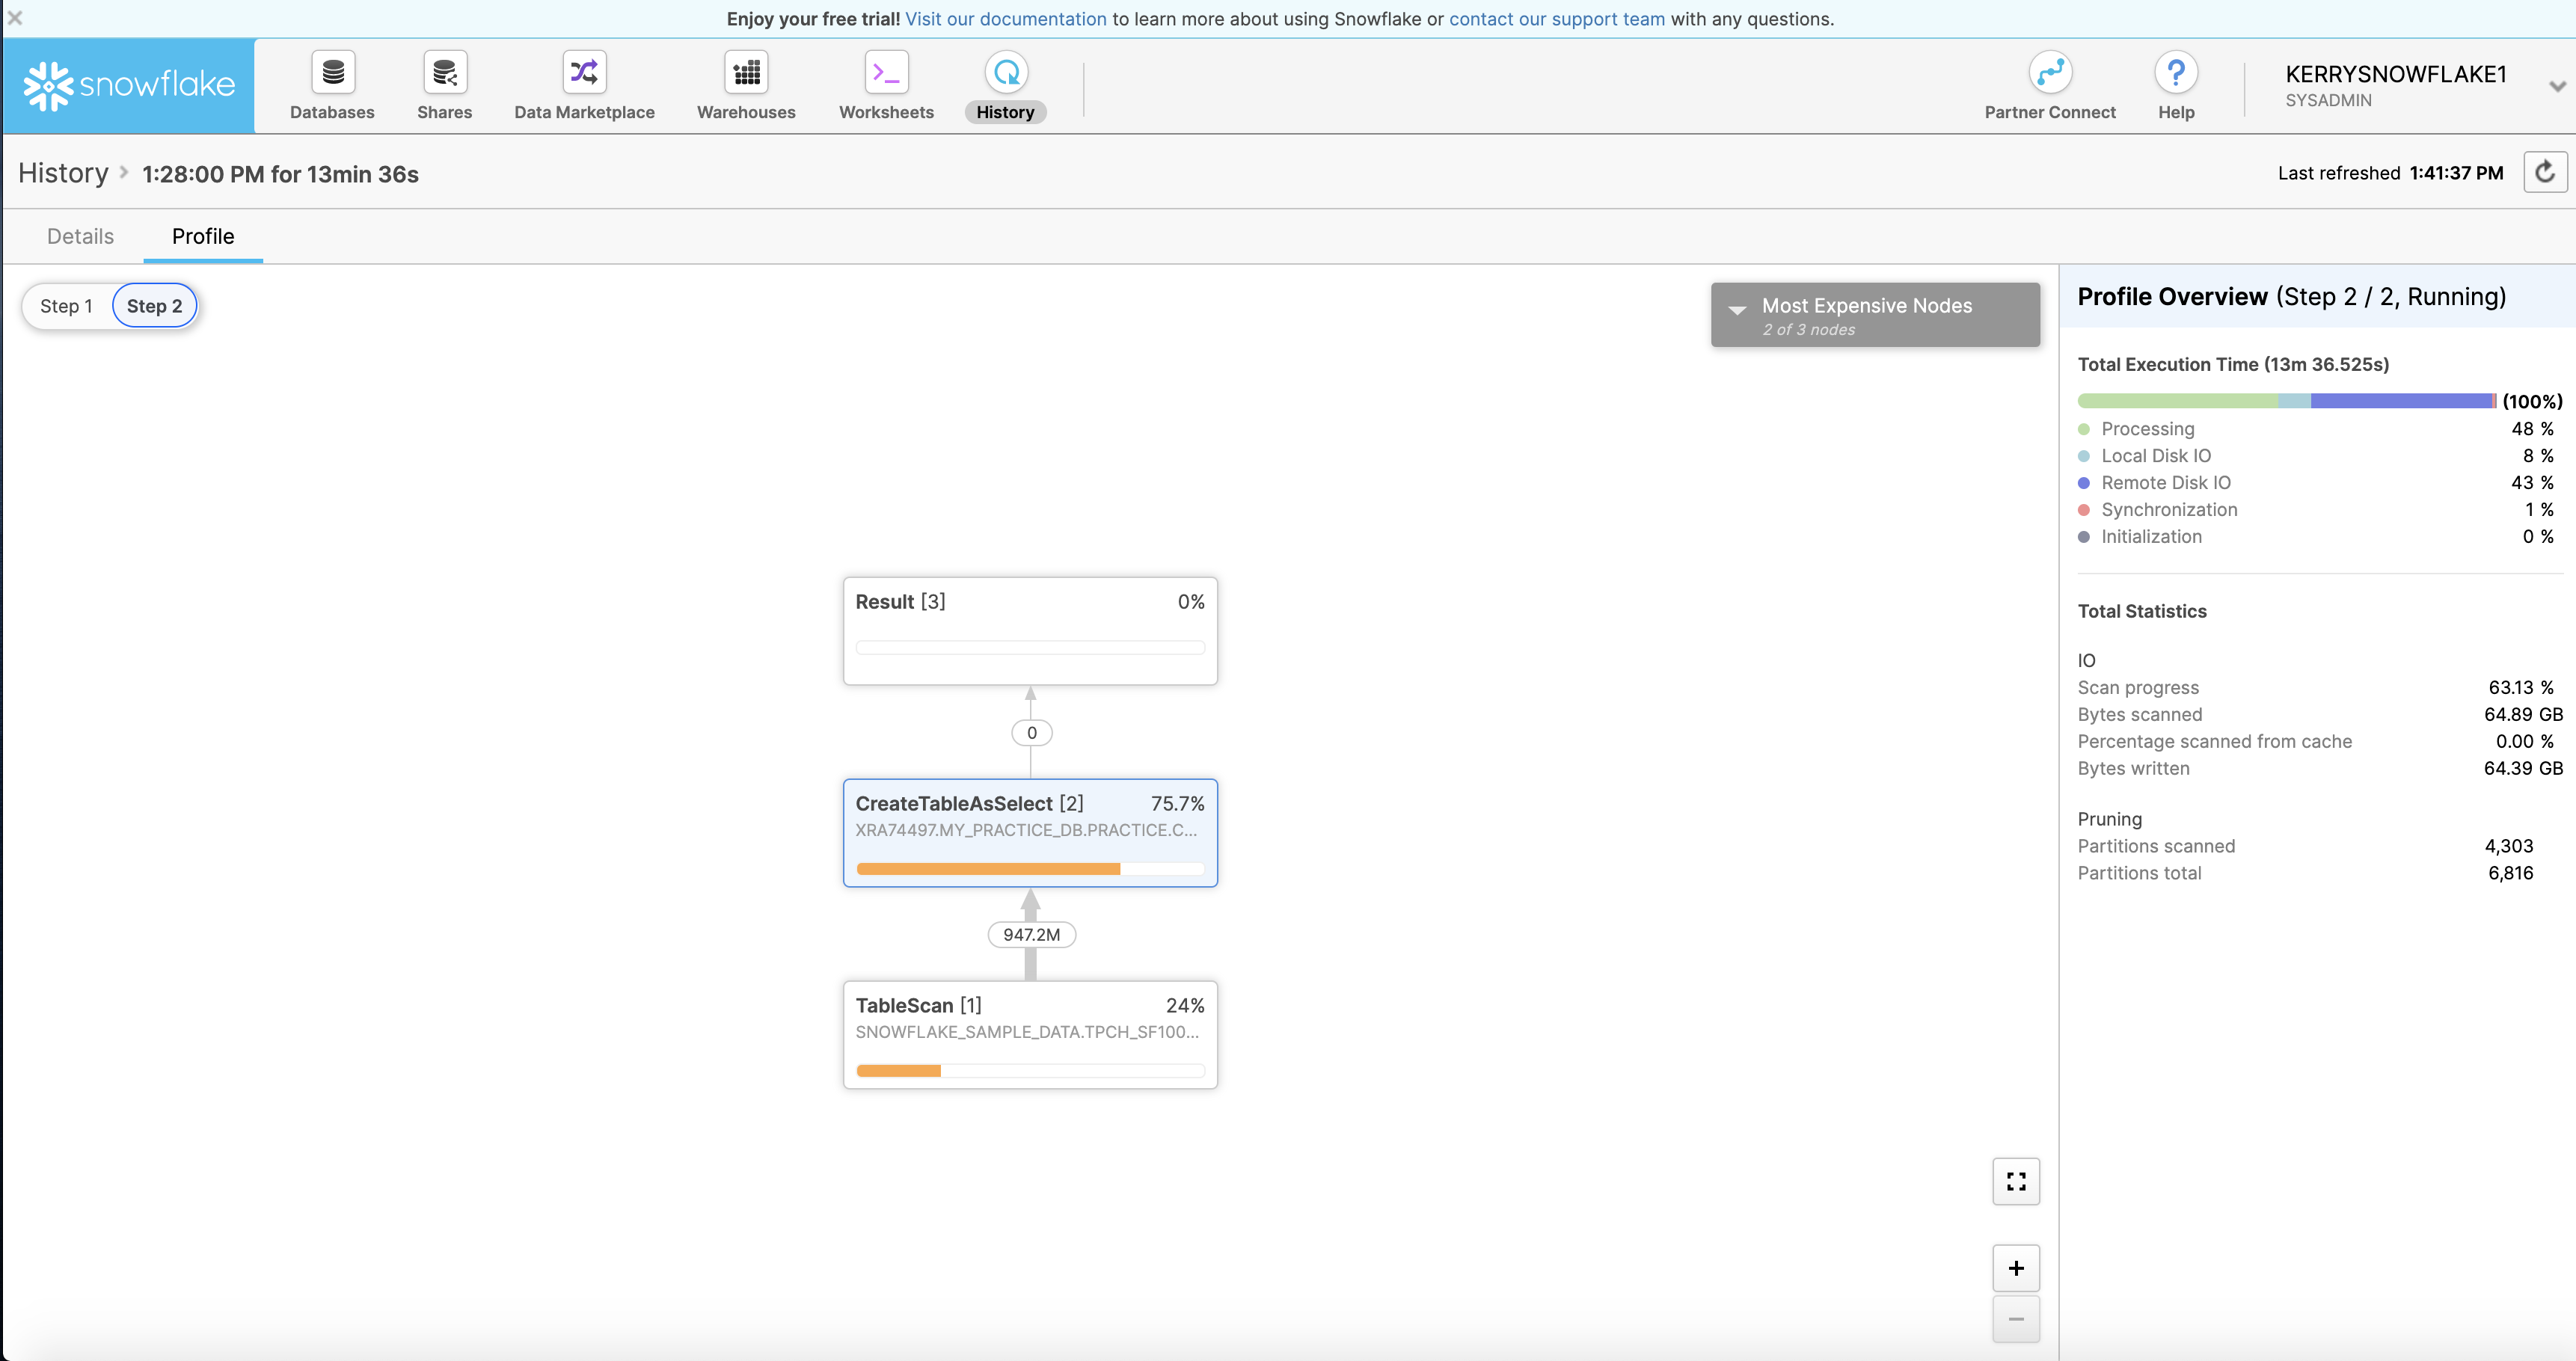 Enjoy your free trial! Visit our documentation to learn more about using Snowflake or contact our support team with any questions.
snowflake
Databases
Shares
Data Marketplace
Warehouses
Worksheets
History
Partner Connect
Help
KERRYSNOWFLAKE1
SYSADMIN
History
1:28:00 PM for 13min 36s
Last refreshed 1:41:37 PM
Details
Profile
Step 1
Step 2
Most Expensive Nodes
2 of 3 nodes
Result [3] 0%
0
CreateTableAsSelect [2] 75.7%
XRA74497.MY_PRACTICE_DB.PRACTICE.C...
947.2M
TableScan [1] 24%
SNOWFLAKE_SAMPLE_DATA.TPCH_SF100...
+
−
Profile Overview (Step 2 / 2, Running)
Total Execution Time (13m 36.525s)
(100%)
Processing 48 %
Local Disk IO 8 %
Remote Disk IO 43 %
Synchronization 1 %
Initialization 0 %
Total Statistics
IO
Scan progress 63.13 %
Bytes scanned 64.89 GB
Percentage scanned from cache 0.00 %
Bytes written 64.39 GB
Pruning
Partitions scanned 4,303
Partitions total 6,816